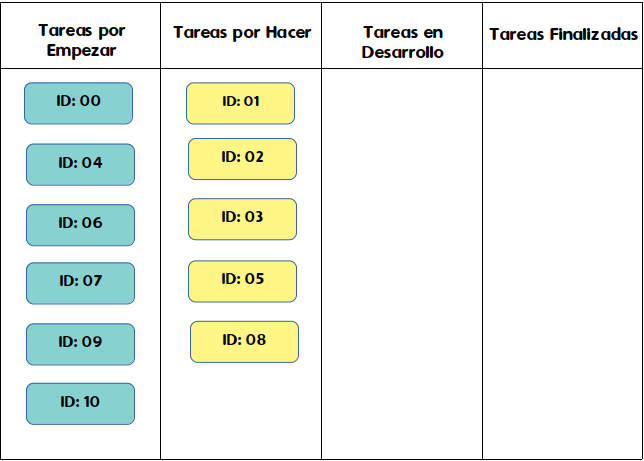 Tareas por
Empezar
Tareas por Hacer
Tareas en
Desarrollo
Tareas Finalizadas
ID: 00
ID: 04
ID: 06
ID: 07
ID: 09
ID: 10
ID: 01
ID: 02
ID: 03
ID: 05
ID: 08